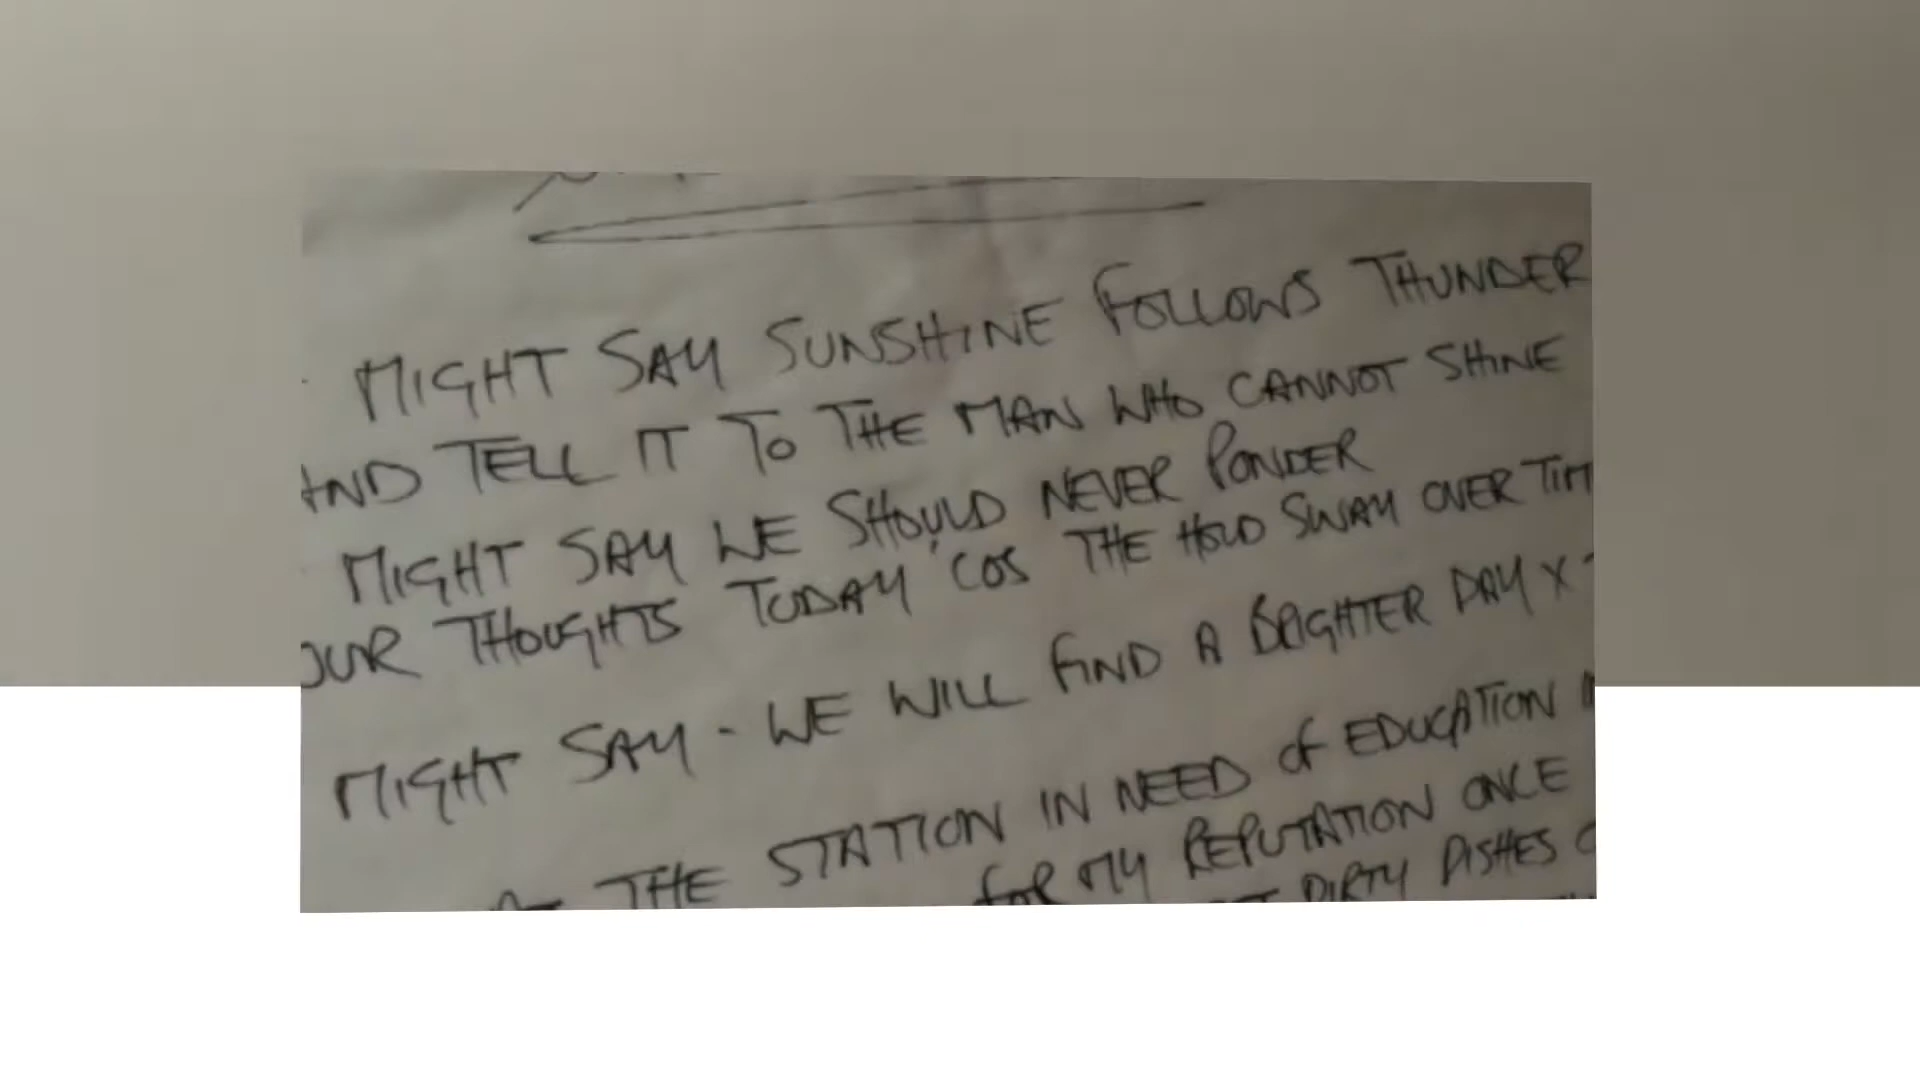 MIGHT SAY SUNSHINE FOLLOWS THUNDER
AND TELL IT TO THE MAN WHO CANNOT SHINE
MIGHT SAY WE SHOULD NEVER PONDER
OUR THOUGHTS TODAY 'COS THE HOLD SWAY OVER TIM
MIGHT SAY - WE WILL FIND A BRIGHTER DAY X
THE STATION IN NEED OF EDUCATION
FOR MY REPUTATION ONCE
DIRTY DISHES